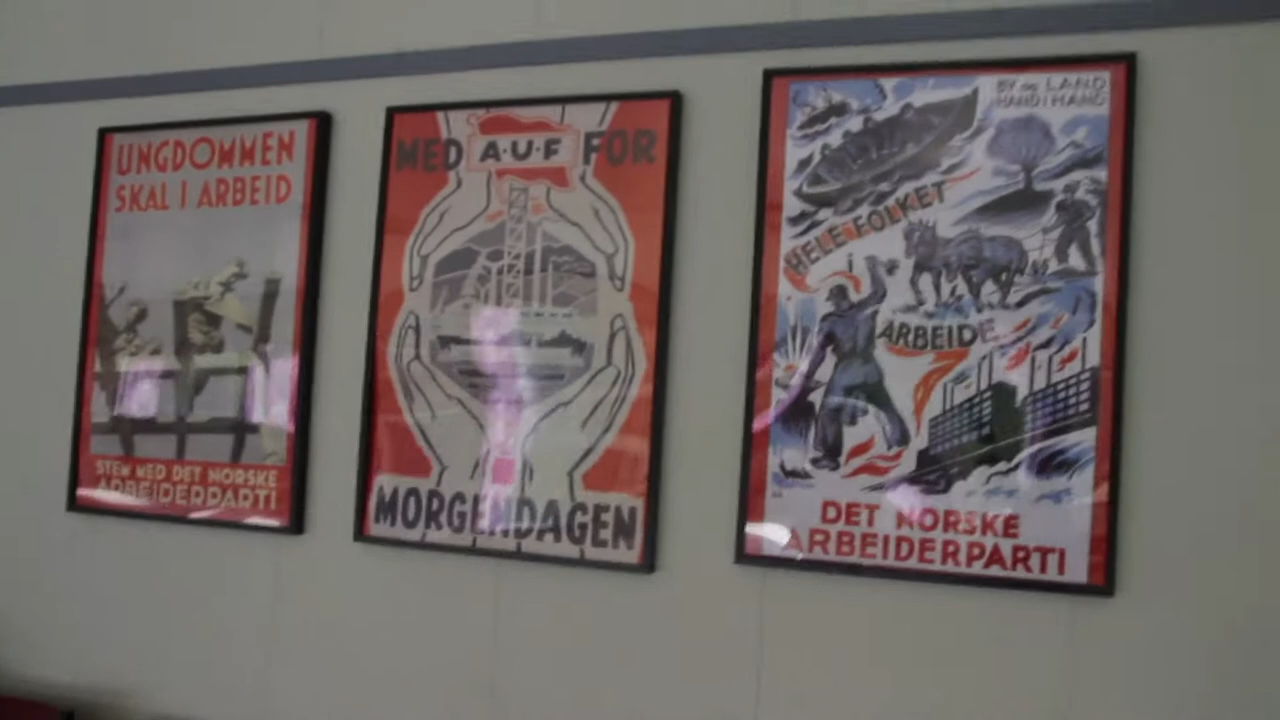 UNGDOMMEN
SKAL I ARBEID
STEM MED DET NORSKE
ARBEIDERPARTI
MED A·U·F FOR
MORGENDAGEN
BY OG LAND
HAND I HAND
HELE FOLKET
i
ARBEIDE
DET NORSKE
ARBEIDERPARTI